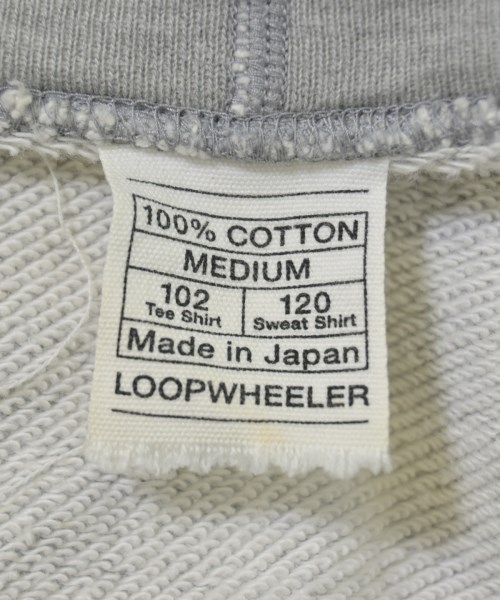 100% COTTON
MEDIUM
102 120
Tee Shirt Sweat Shirt
Made in Japan
LOOPWHEELER